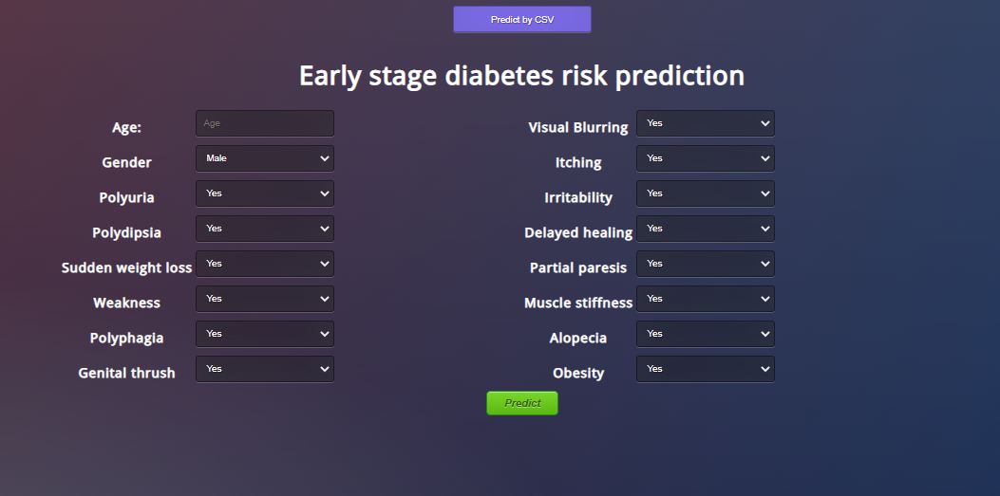 Predict by CSV
Early stage diabetes risk prediction
Age: Age
Gender Male
Polyuria Yes
Polydipsia Yes
Sudden weight loss Yes
Weakness Yes
Polyphagia Yes
Genital thrush Yes
Visual Blurring Yes
Itching Yes
Irritability Yes
Delayed healing Yes
Partial paresis Yes
Muscle stiffness Yes
Alopecia Yes
Obesity Yes
Predict